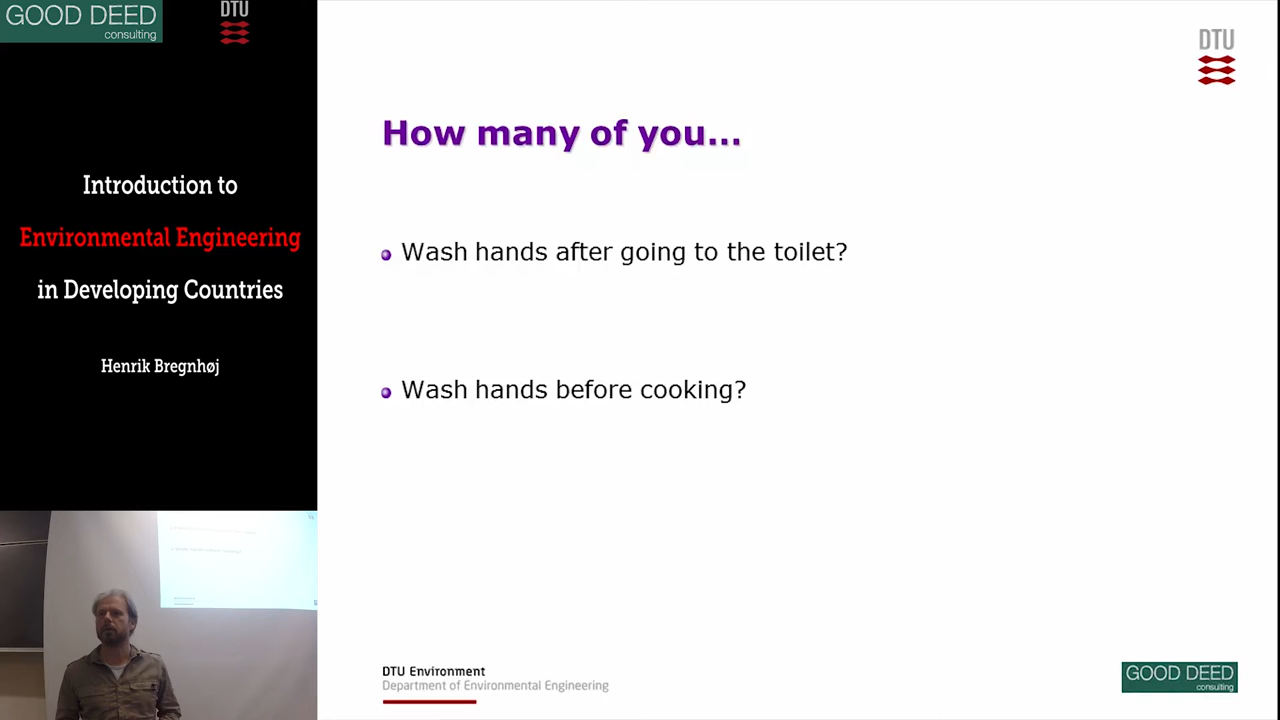 GOOD DEED
consulting
DTU
Introduction to
Environmental Engineering
in Developing Countries
Henrik Bregnhøj
DTU
How many of you...
Wash hands after going to the toilet?
Wash hands before cooking?
DTU Environment
Department of Environmental Engineering
GOOD DEED
consulting